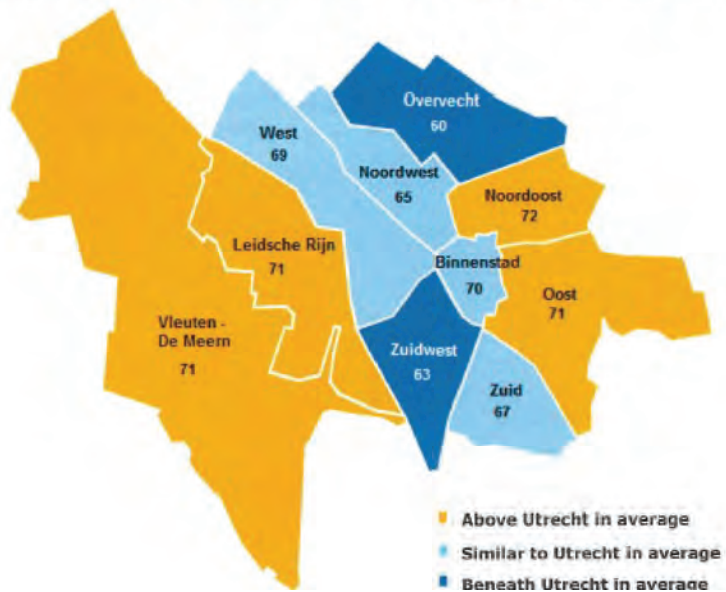 Overvecht
60
West
69
Noordwest
65
Noordoost
72
Leidsche Rijn
71
Binnenstad
70
Oost
71
Vleuten -
De Meern
71
Zuidwest
63
Zuid
67
Above Utrecht in average
Similar to Utrecht in average
Beneath Utrecht in average